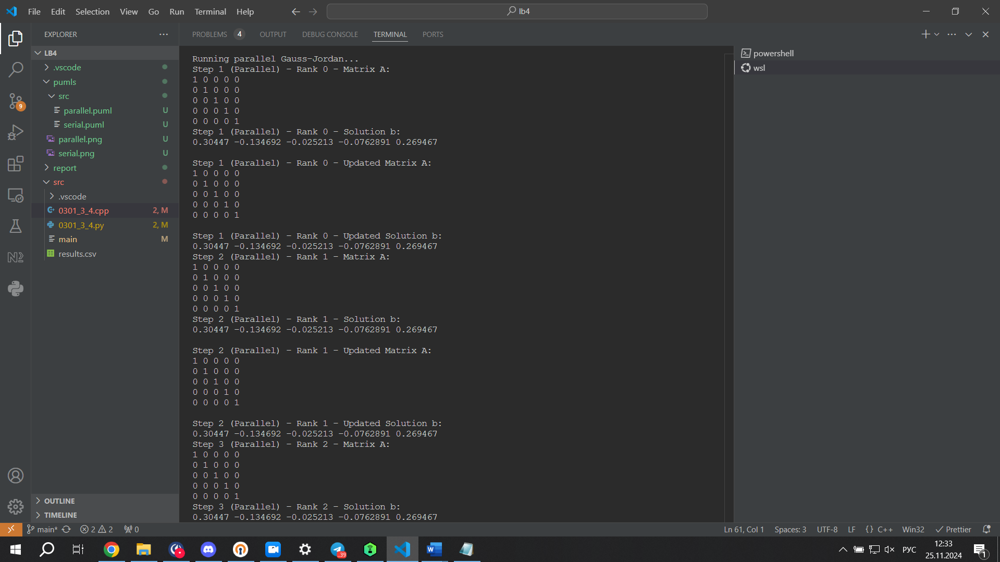 File Edit Selection View Go Run Terminal Help
lb4
EXPLORER
LB4
.vscode
pumls
src
parallel.puml U
serial.puml U
parallel.png U
serial.png U
report
src
.vscode
0301_3_4.cpp 2, M
0301_3_4.py 2, M
main M
results.csv
OUTLINE
TIMELINE
9
PROBLEMS 4 OUTPUT DEBUG CONSOLE TERMINAL PORTS
Running parallel Gauss-Jordan...
Step 1 (Parallel) - Rank 0 - Matrix A:
1 0 0 0 0
0 1 0 0 0
0 0 1 0 0
0 0 0 1 0
0 0 0 0 1
Step 1 (Parallel) - Rank 0 - Solution b:
0.30447 -0.134692 -0.025213 -0.0762891 0.269467
Step 1 (Parallel) - Rank 0 - Updated Matrix A:
1 0 0 0 0
0 1 0 0 0
0 0 1 0 0
0 0 0 1 0
0 0 0 0 1
Step 1 (Parallel) - Rank 0 - Updated Solution b:
0.30447 -0.134692 -0.025213 -0.0762891 0.269467
Step 2 (Parallel) - Rank 1 - Matrix A:
1 0 0 0 0
0 1 0 0 0
0 0 1 0 0
0 0 0 1 0
0 0 0 0 1
Step 2 (Parallel) - Rank 1 - Solution b:
0.30447 -0.134692 -0.025213 -0.0762891 0.269467
Step 2 (Parallel) - Rank 1 - Updated Matrix A:
1 0 0 0 0
0 1 0 0 0
0 0 1 0 0
0 0 0 1 0
0 0 0 0 1
Step 2 (Parallel) - Rank 1 - Updated Solution b:
0.30447 -0.134692 -0.025213 -0.0762891 0.269467
Step 3 (Parallel) - Rank 2 - Matrix A:
1 0 0 0 0
0 1 0 0 0
0 0 1 0 0
0 0 0 1 0
0 0 0 0 1
Step 3 (Parallel) - Rank 2 - Solution b:
0.30447 -0.134692 -0.025213 -0.0762891 0.269467
powershell
wsl
main* 2 2 0
Ln 61, Col 1 Spaces: 3 UTF-8 LF {} C++ Win32 Prettier
..39
РУС
12:33
25.11.2024
1